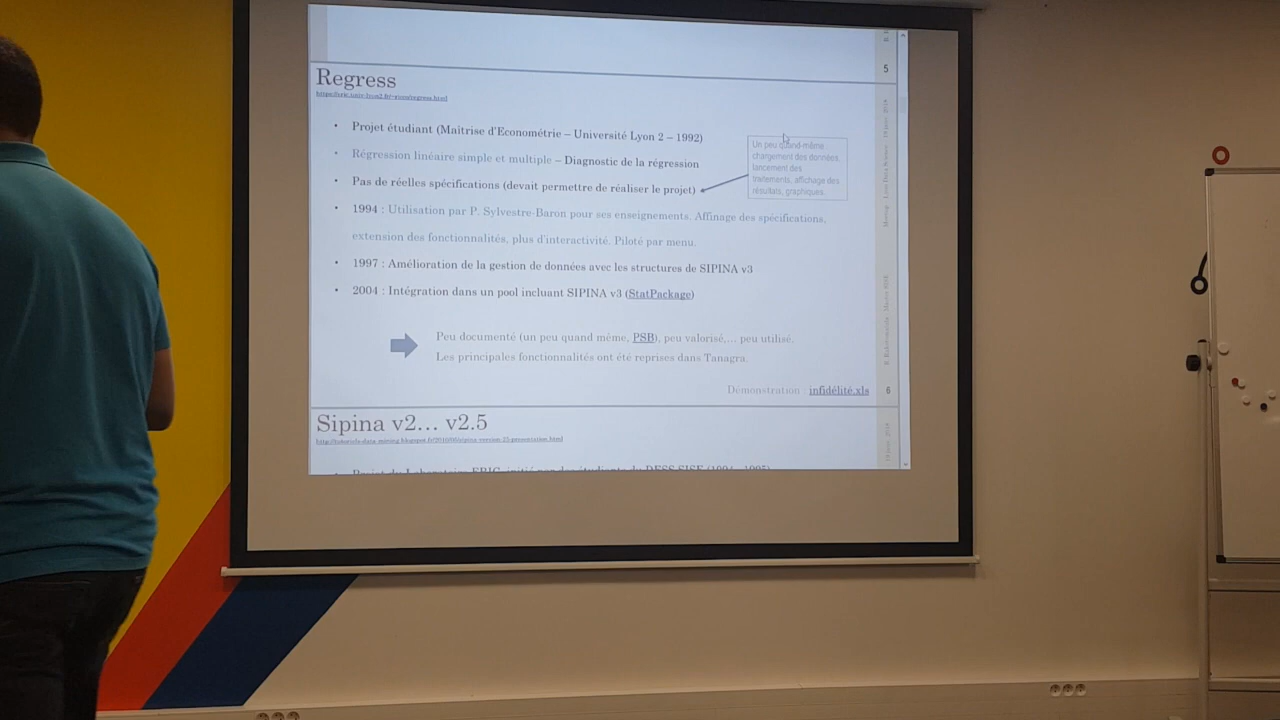 5
Regress
• Projet étudiant (Maitrise d'Econométrie – Université Lyon 2 – 1992)
• Régression linéaire simple et multiple – Diagnostic de la régression
• Pas de réelles spécifications (devait permettre de réaliser le projet)
Un peu quand-même
chargement des données,
lancement des
traitements, affichage des
résultats, graphiques.
• 1994 : Utilisation par P. Sylvestre-Baron pour ses enseignements. Affinage des spécifications,
extension des fonctionnalités, plus d'interactivité. Piloté par menu.
• 1997 : Amélioration de la gestion de données avec les structures de SIPINA v3
• 2004 : Intégration dans un pool incluant SIPINA v3 (StatPackage)
Peu documenté (un peu quand même, PSB), peu valorisé,... peu utilisé.
Les principales fonctionnalités ont été reprises dans Tanagra.
Démonstration : infidélité.xls
6
Sipina v2... v2.5